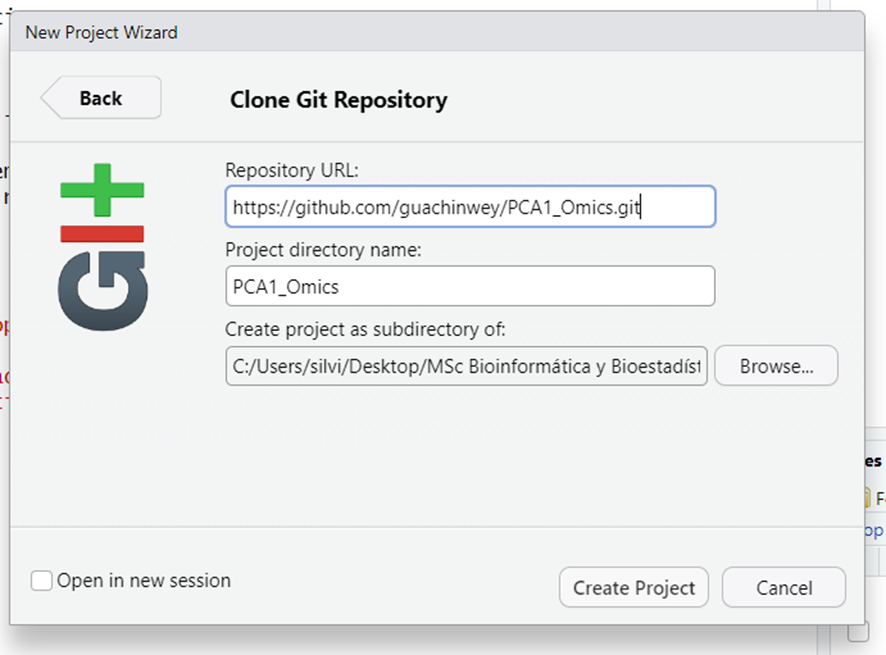 New Project Wizard
Back
Clone Git Repository
git
Repository URL:
https://github.com/guachinwey/PCA1_Omics.git
Project directory name:
PCA1_Omics
Create project as subdirectory of:
C:/Users/silvi/Desktop/MSc Bioinformática y Bioestadíst
Browse...
Open in new session
Create Project
Cancel